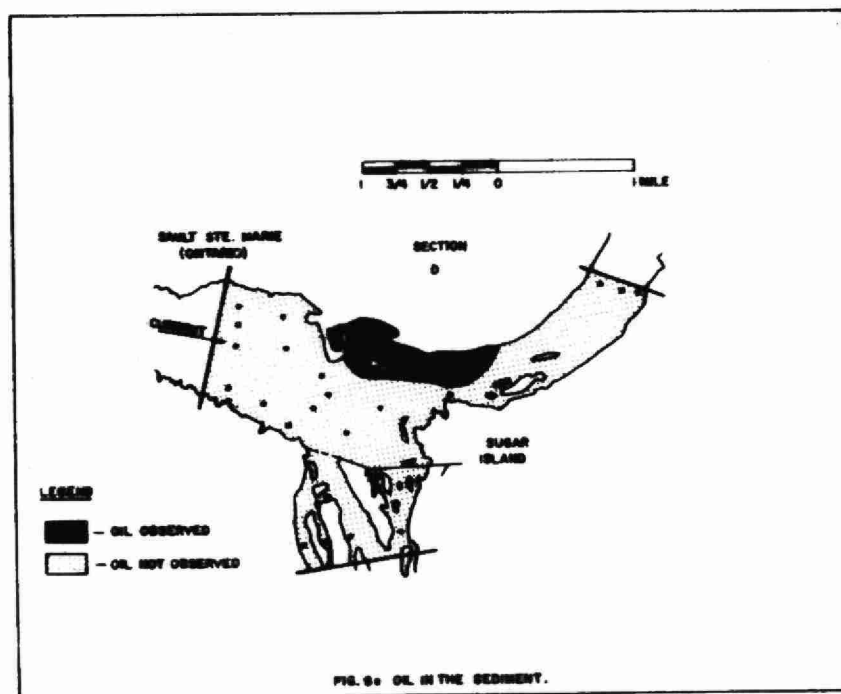 1 3/4 1/2 1/4 0 1 MILE
SAULT STE. MARIE
(ONTARIO)
SECTION
D
CURRENT
SUGAR
ISLAND
LEGEND
— OIL OBSERVED
— OIL NOT OBSERVED
OIL IN THE SEDIMENT.